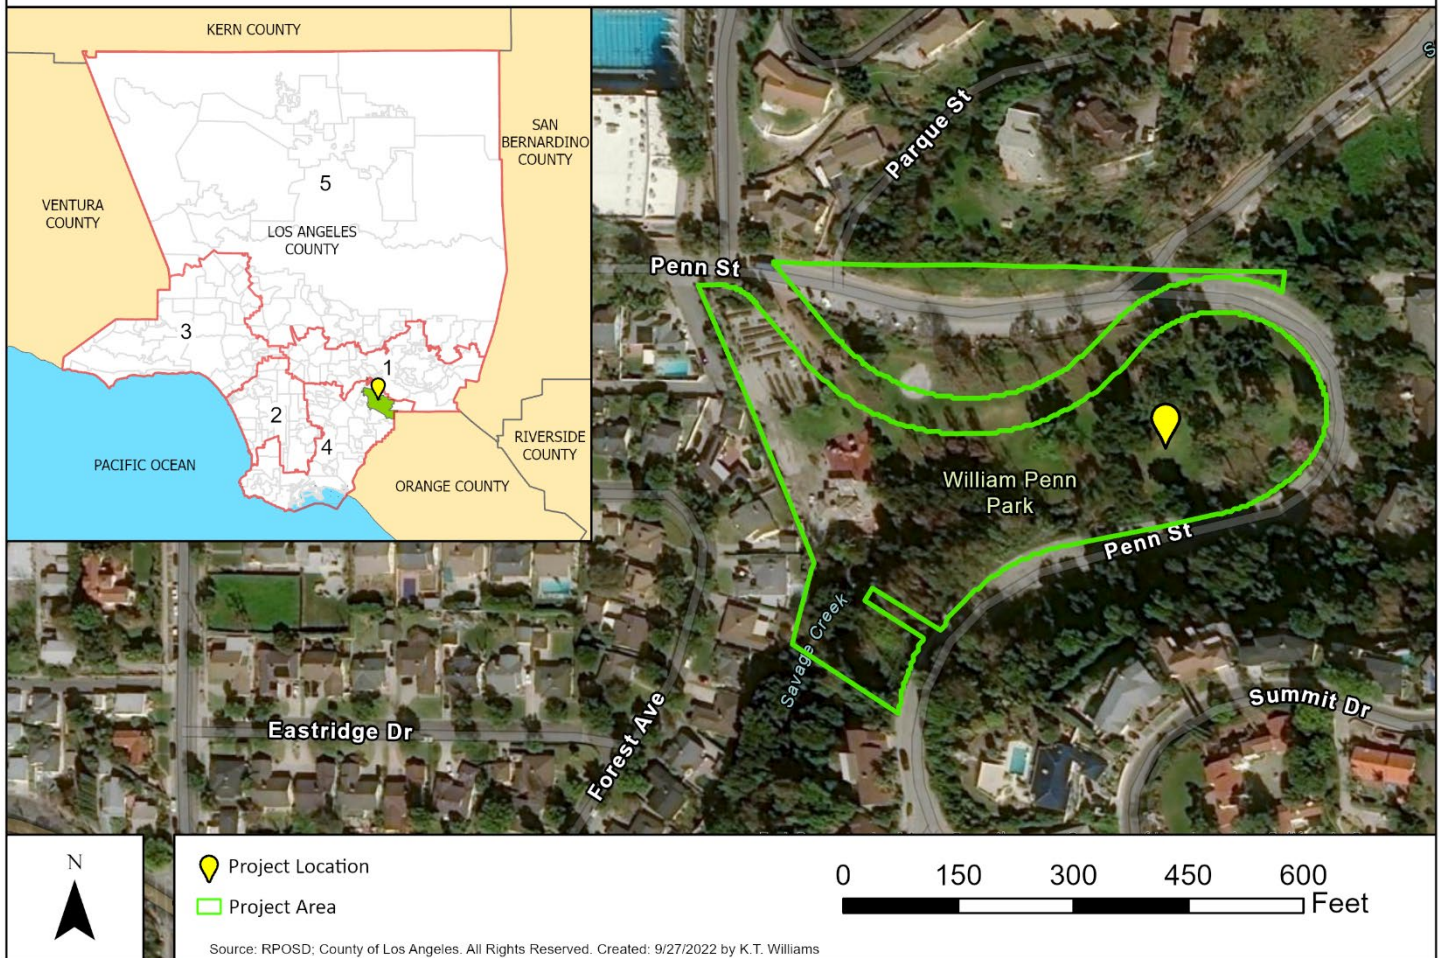 KERN COUNTY
SAN
BERNARDINO
COUNTY
VENTURA
COUNTY
5
LOS ANGELES
COUNTY
3
1
2
4
PACIFIC OCEAN
RIVERSIDE
COUNTY
ORANGE COUNTY
Parque St
S
Penn St
William Penn
Park
Penn St
Savage Creek
Summit Dr
Eastridge Dr
Forest Ave
N
Project Location
Project Area
0 150 300 450 600
Feet
Source: RPOSD; County of Los Angeles. All Rights Reserved. Created: 9/27/2022 by K.T. Williams